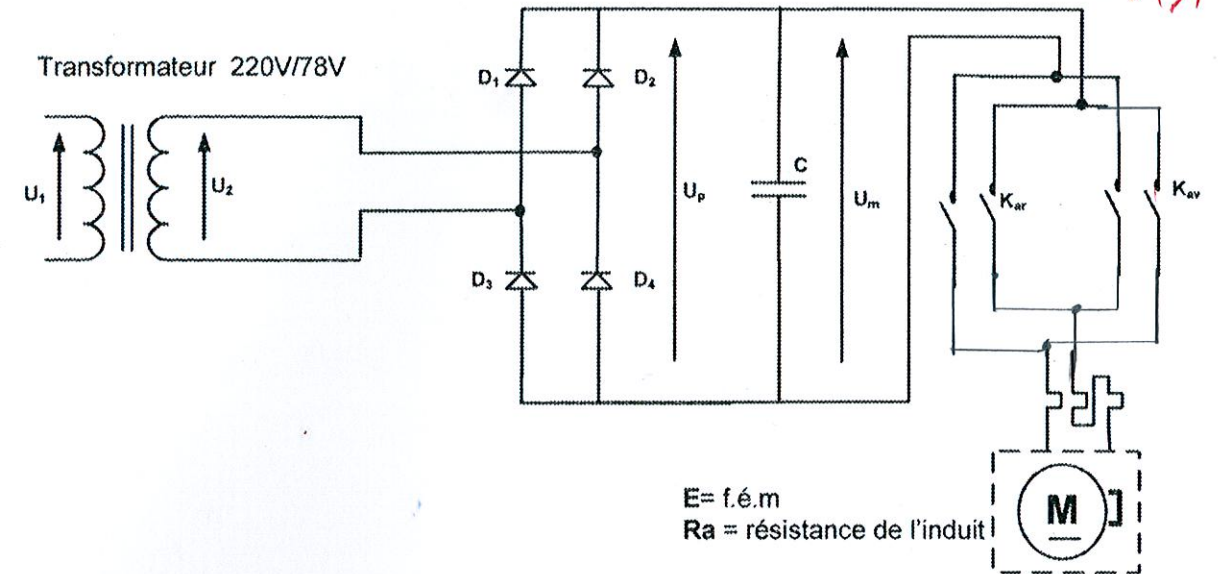 Transformateur 220V/78V
D₁ D₂
U₁ U₂ Uₚ C Uₘ Kₐᵣ Kₐᵥ
D₃ D₄
E= f.é.m
Ra = résistance de l'induit
M